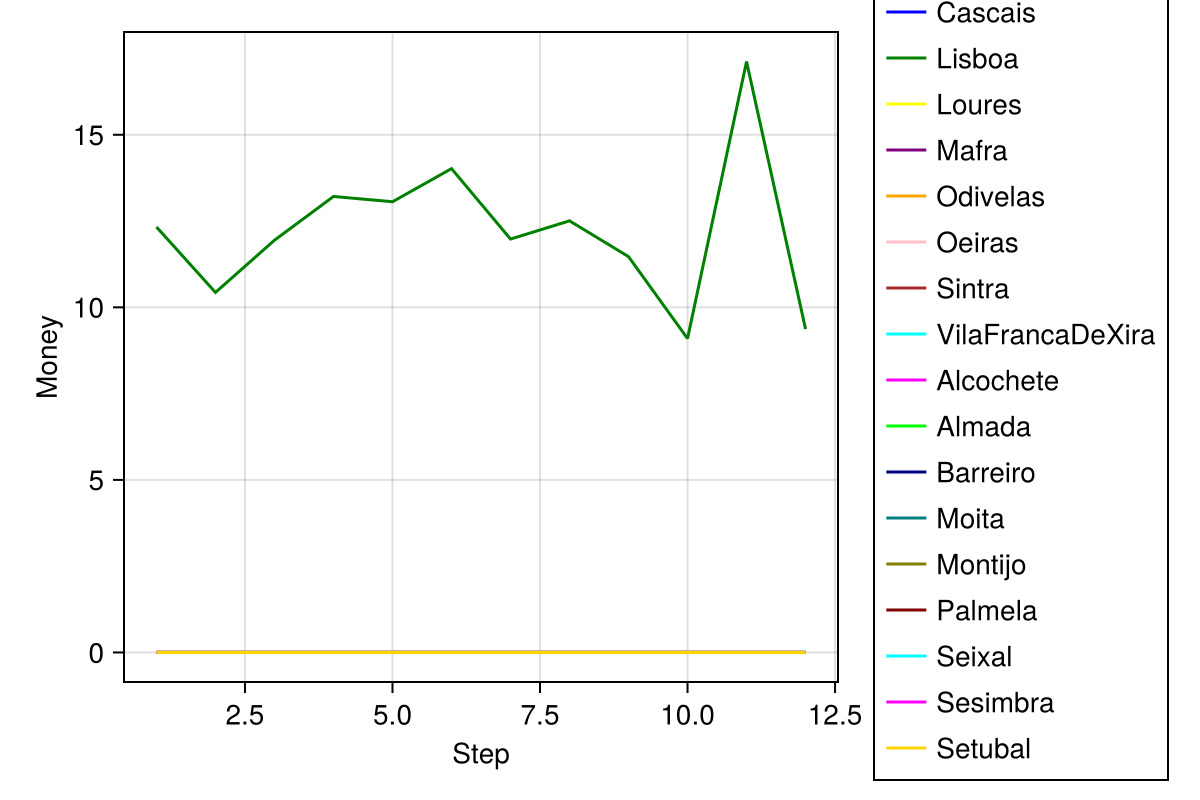 15
10
5
0
Money
2.5
5.0
7.5
10.0
12.5
Step
Cascais
Lisboa
Loures
Mafra
Odivelas
Oeiras
Sintra
VilaFrancaDeXira
Alcochete
Almada
Barreiro
Moita
Montijo
Palmela
Seixal
Sesimbra
Setubal